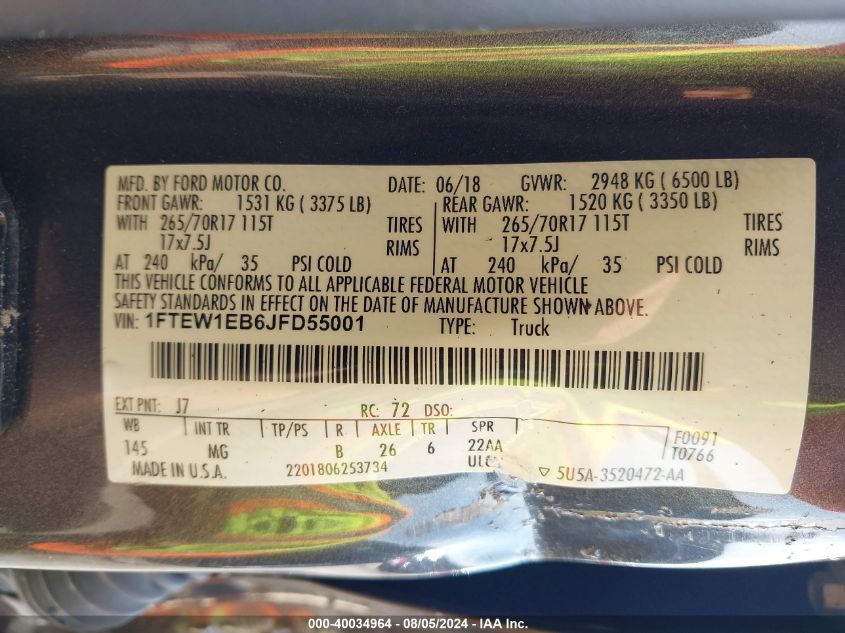 MFD. BY FORD MOTOR CO. DATE: 06/18 GVWR: 2948 KG ( 6500 LB)
FRONT GAWR: 1531 KG ( 3375 LB) REAR GAWR: 1520 KG ( 3350 LB)
WITH 265/70R17 115T TIRES WITH 265/70R17 115T TIRES
17x7.5J RIMS 17x7.5J RIMS
AT 240 kPa/ 35 PSI COLD AT 240 kPa/ 35 PSI COLD
THIS VEHICLE CONFORMS TO ALL APPLICABLE FEDERAL MOTOR VEHICLE
SAFETY STANDARDS IN EFFECT ON THE DATE OF MANUFACTURE SHOWN ABOVE.
VIN: 1FTEW1EB6JFD55001 TYPE: Truck
EXT PNT: J7 RC: 72 DSO:
WB INT TR TP/PS R AXLE TR SPR
145 MG B 26 6 22AA F0091
T0766
MADE IN U.S.A. 2201806253734 5U5A-3520472-AA
000-40034964 - 08/05/2024 - IAAI.com